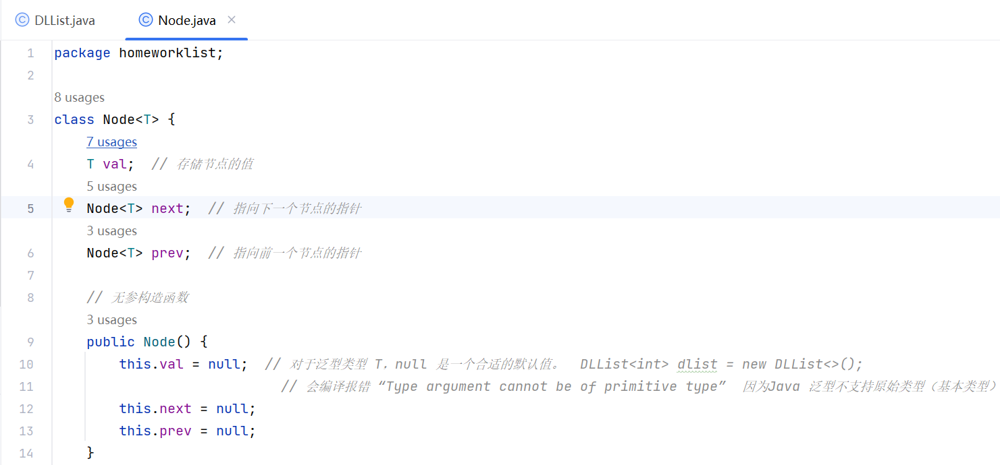 DLList.java Node.java
1 package homeworklist;
2
8 usages
3 class Node<T> {
7 usages
4 T val; // 存储节点的值
5 usages
5 Node<T> next; // 指向下一个节点的指针
3 usages
6 Node<T> prev; // 指向前一个节点的指针
7
8 // 无参构造函数
3 usages
9 public Node() {
10 this.val = null; // 对于泛型类型 T. null 是一个合适的默认值。 DLList<int> dlist = new DLList<>();
11 // 会编译报错 “Type argument cannot be of primitive type” 因为Java 泛型不支持原始类型（基本类型）
12 this.next = null;
13 this.prev = null;
14 }